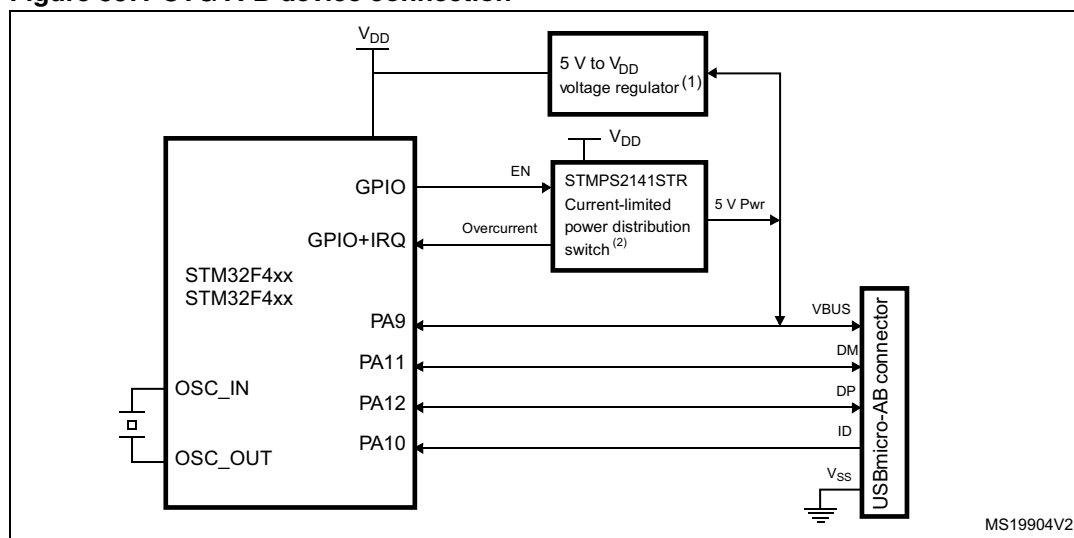 Figure A-B device connection
VDD
5 V to VDD
voltage regulator (1)
VDD
GPIO
EN
STMPS2141STR
Current-limited
power distribution
switch (2)
5 V Pwr
Overcurrent
GPIO+IRQ
STM32F4xx
STM32F4xx
PA9
VBUS
PA11
DM
OSC_IN
PA12
DP
PA10
ID
OSC_OUT
VSS
USBmicro-AB connector
MS19904V2